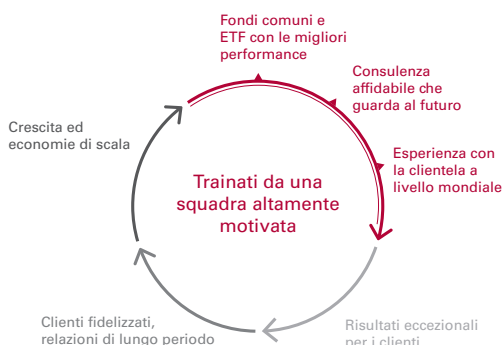 Fondi comuni e
ETF con le migliori
performance
Consulenza
affidabile che
guarda al futuro
Esperienza con
la clientela a
livello mondiale
Crescita ed
economie di scala
Trainati da una
squadra altamente
motivata
Clienti fidelizzati,
relazioni di lungo periodo
Risultati eccezionali
per i clienti